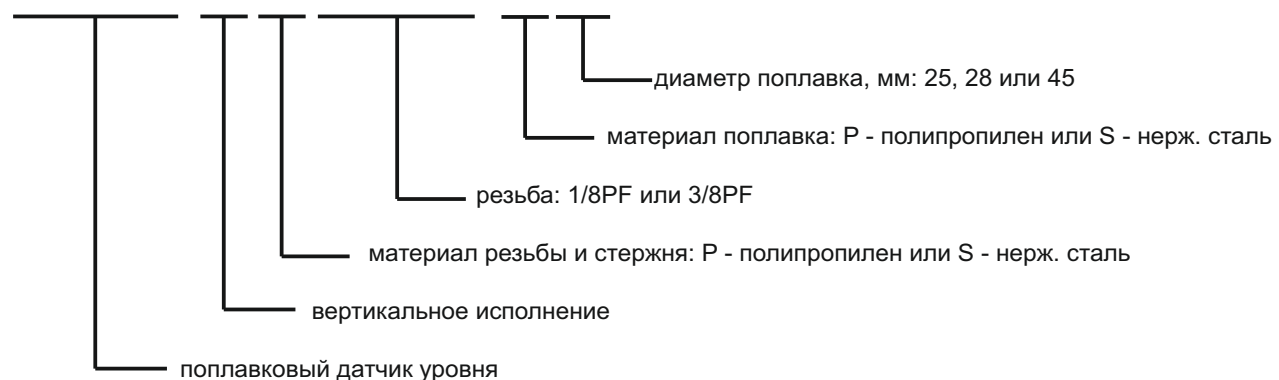 диаметр поплавка, мм: 25, 28 или 45
материал поплавка: P - полипропилен или S - нерж. сталь
резьба: 1/8PF или 3/8PF
материал резьбы и стержня: P - полипропилен или S - нерж. сталь
вертикальное исполнение
поплавковый датчик уровня